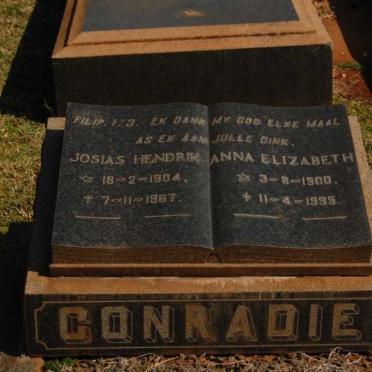 FILIP. 1:3. EK DANK MY GOD ELKE MAAL
AS EK AAN JULLE DINK.
JOSIAS HENDRIK
☆ 18-2-1904.
✝ 7-11-1987.
ANNA ELIZABETH
☆ 3-8-1900.
✝ 11-4-1995.
CONRADIE